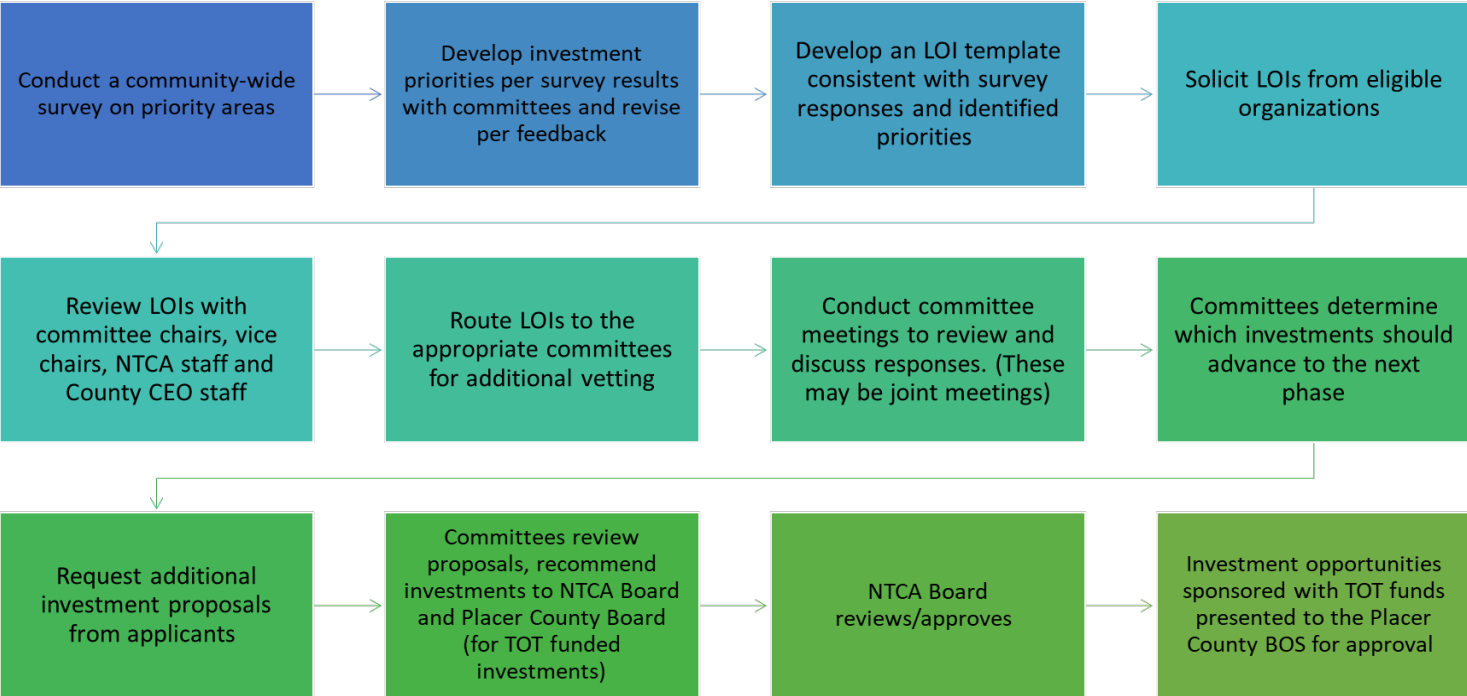 Conduct a community-wide
survey on priority areas
Develop investment
priorities per survey results
with committees and revise
per feedback
Develop an LOI template
consistent with survey
responses and identified
priorities
Solicit LOIs from eligible
organizations
Review LOIs with
committee chairs, vice
chairs, NTCA staff and
County CEO staff
Route LOIs to the
appropriate committees
for additional vetting
Conduct committee
meetings to review and
discuss responses. (These
may be joint meetings)
Committees determine
which investments should
advance to the next
phase
Request additional
investment proposals
from applicants
Committees review
proposals, recommend
investments to NTCA Board
and Placer County Board
(for TOT funded
investments)
NTCA Board
reviews/approves
Investment opportunities
sponsored with TOT funds
presented to the Placer
County BOS for approval